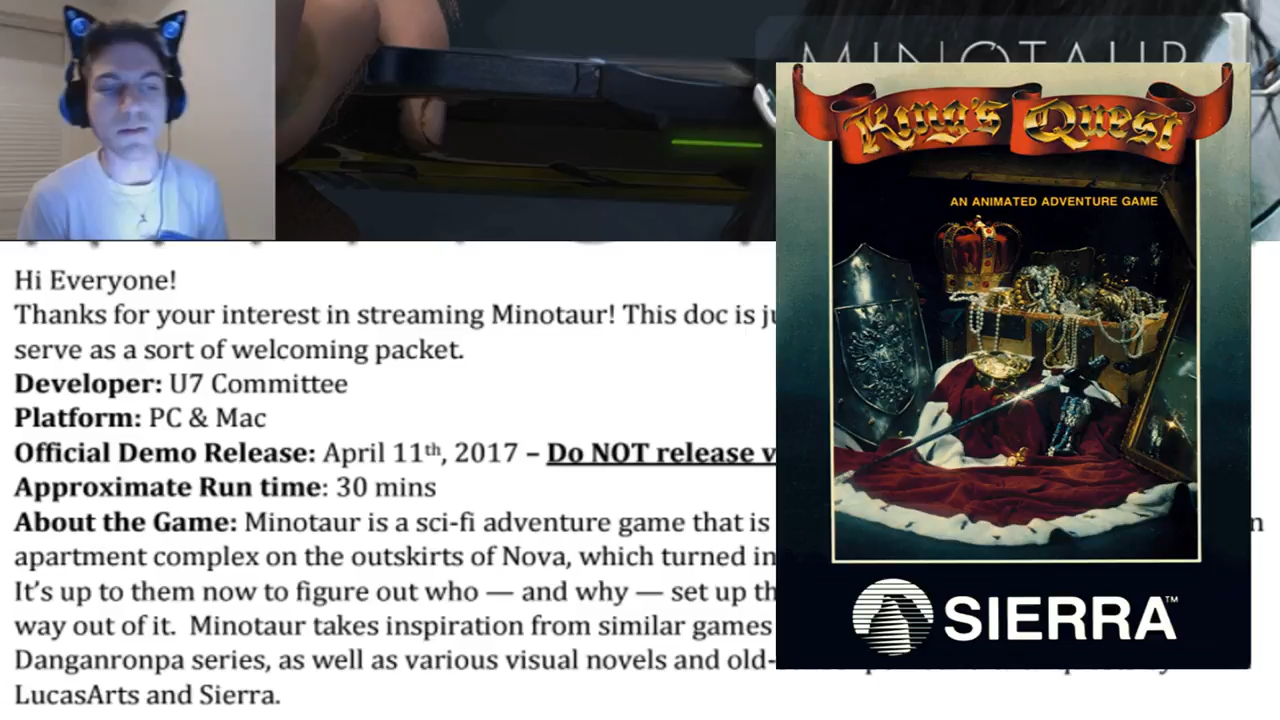 MINOTAUR
King's Quest
AN ANIMATED ADVENTURE GAME
SIERRA™
Hi Everyone!
Thanks for your interest in streaming Minotaur! This doc is
serve as a sort of welcoming packet.
Developer: U7 Committee
Platform: PC & Mac
Official Demo Release: April 11th, 2017 – Do NOT release
Approximate Run time: 30 mins
About the Game: Minotaur is a sci-fi adventure game that is
apartment complex on the outskirts of Nova, which turned
It's up to them now to figure out who — and why — set up
way out of it. Minotaur takes inspiration from similar games
Danganronpa series, as well as various visual novels and
LucasArts and Sierra.